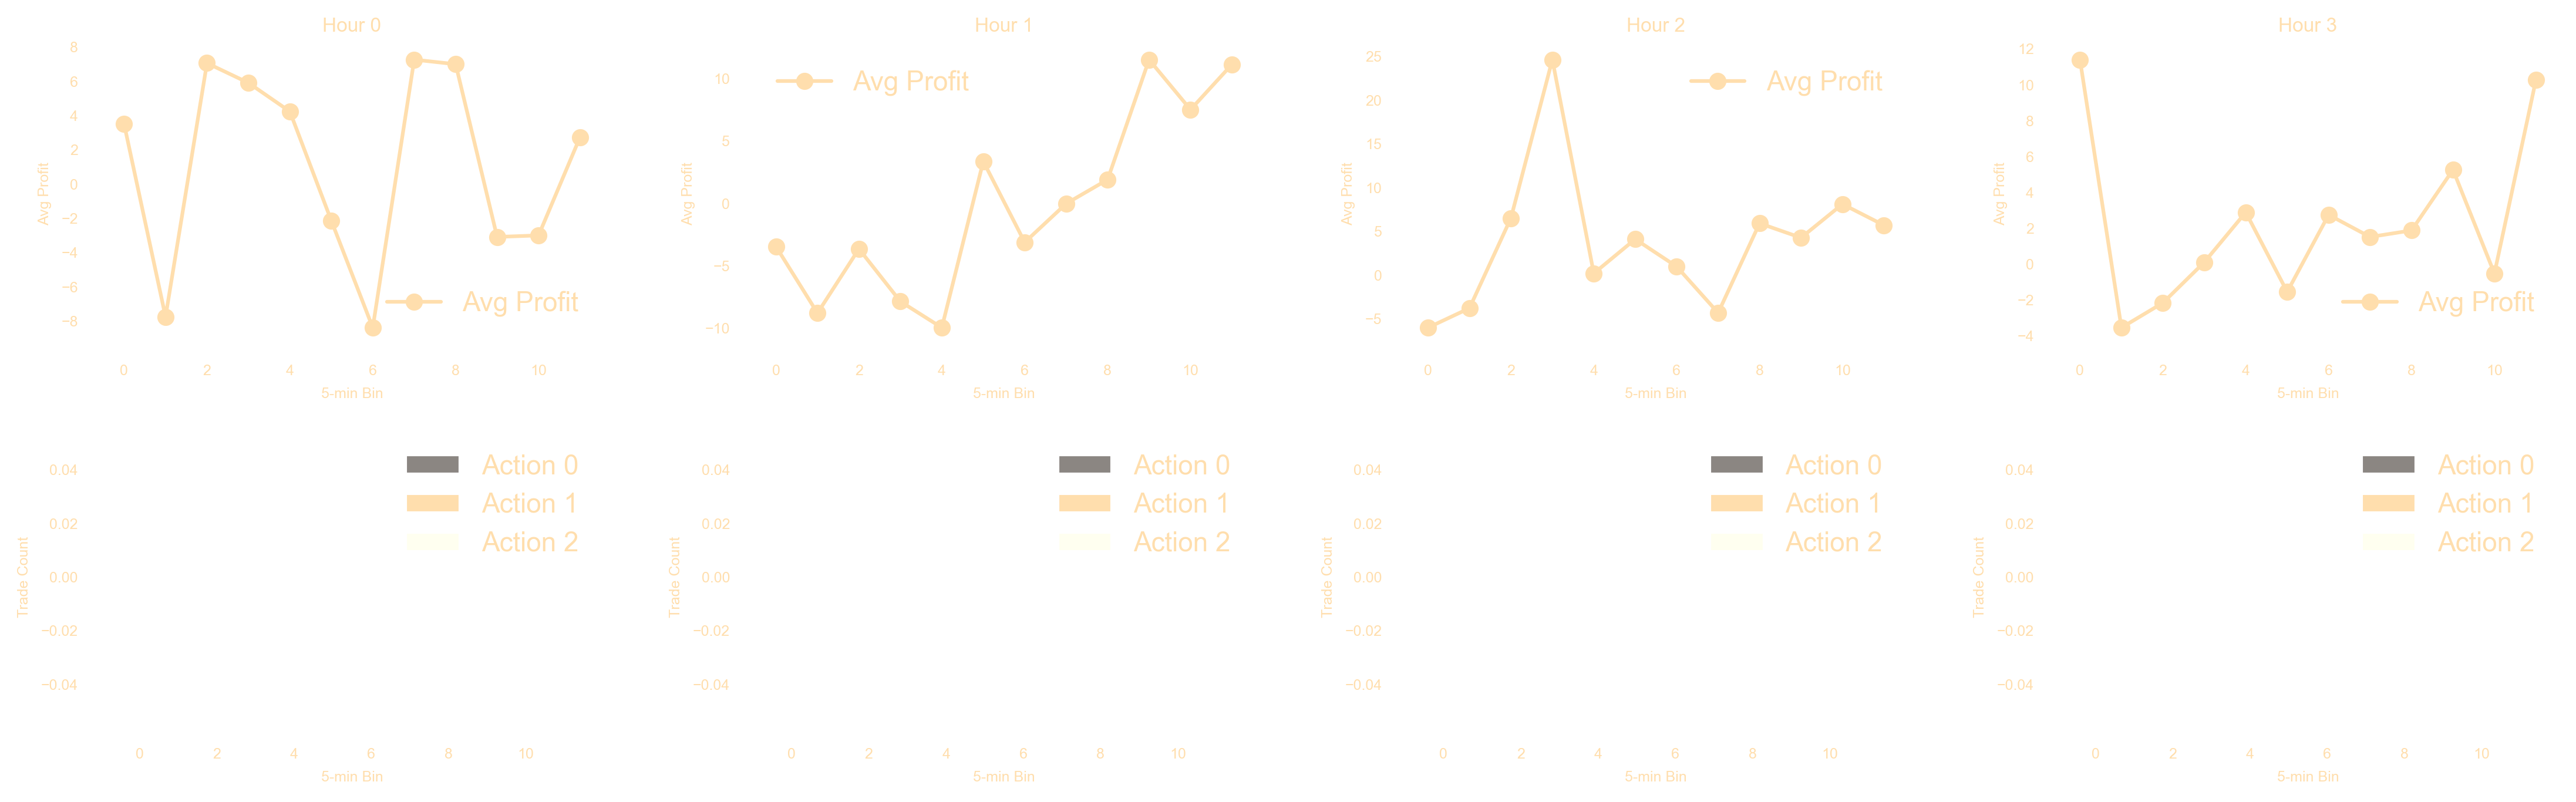 Hour 0
8
6
4
2
0
−2
−4
−6
−8
Avg Profit
Avg Profit
0 2 4 6 8 10
5-min Bin
Hour 1
10
5
0
−5
−10
Avg Profit
Avg Profit
0 2 4 6 8 10
5-min Bin
Hour 2
25
20
15
10
5
0
−5
Avg Profit
Avg Profit
0 2 4 6 8 10
5-min Bin
Hour 3
12
10
8
6
4
2
0
−2
−4
Avg Profit
Avg Profit
0 2 4 6 8 10
5-min Bin
0.04
0.02
0.00
−0.02
−0.04
Trade Count
Action 0
Action 1
Action 2
0 2 4 6 8 10
5-min Bin
0.04
0.02
0.00
−0.02
−0.04
Trade Count
Action 0
Action 1
Action 2
0 2 4 6 8 10
5-min Bin
0.04
0.02
0.00
−0.02
−0.04
Trade Count
Action 0
Action 1
Action 2
0 2 4 6 8 10
5-min Bin
0.04
0.02
0.00
−0.02
−0.04
Trade Count
Action 0
Action 1
Action 2
0 2 4 6 8 10
5-min Bin